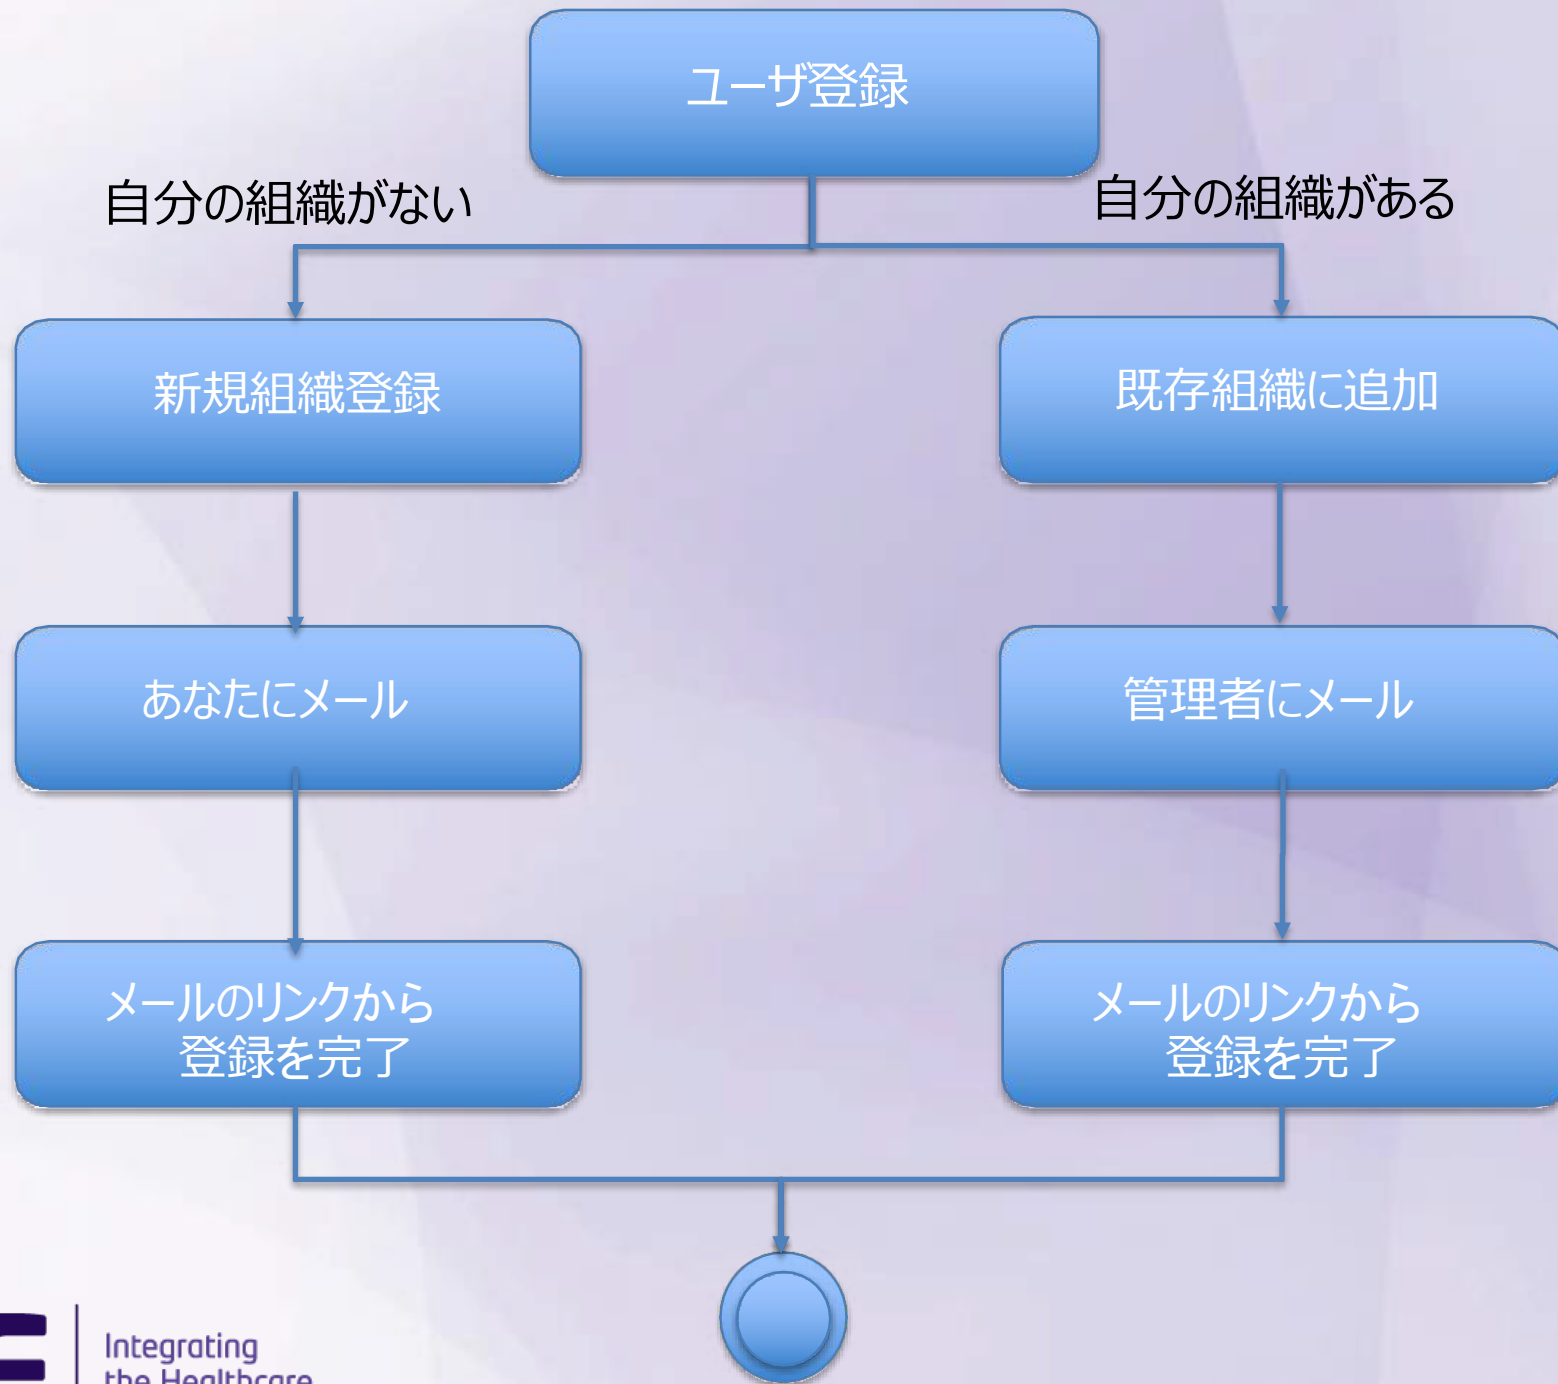 ユーザ登録
自分の組織がない
自分の組織がある
新規組織登録
既存組織に追加
あなたにメール
管理者にメール
メールのリンクから
登録を完了
メールのリンクから
登録を完了
Integrating
the Healthcare